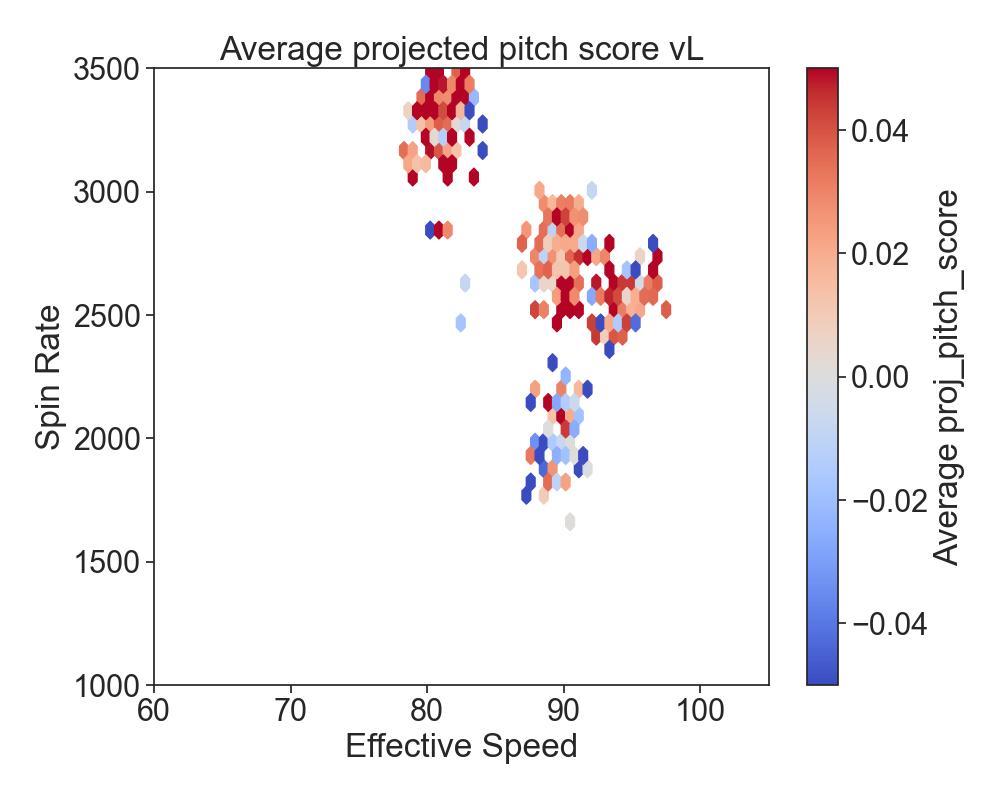 Average projected pitch score vL
3500
3000
2500
2000
1500
1000
Spin Rate
60 70 80 90 100
Effective Speed
0.04
0.02
0.00
−0.02
−0.04
Average proj_pitch_score